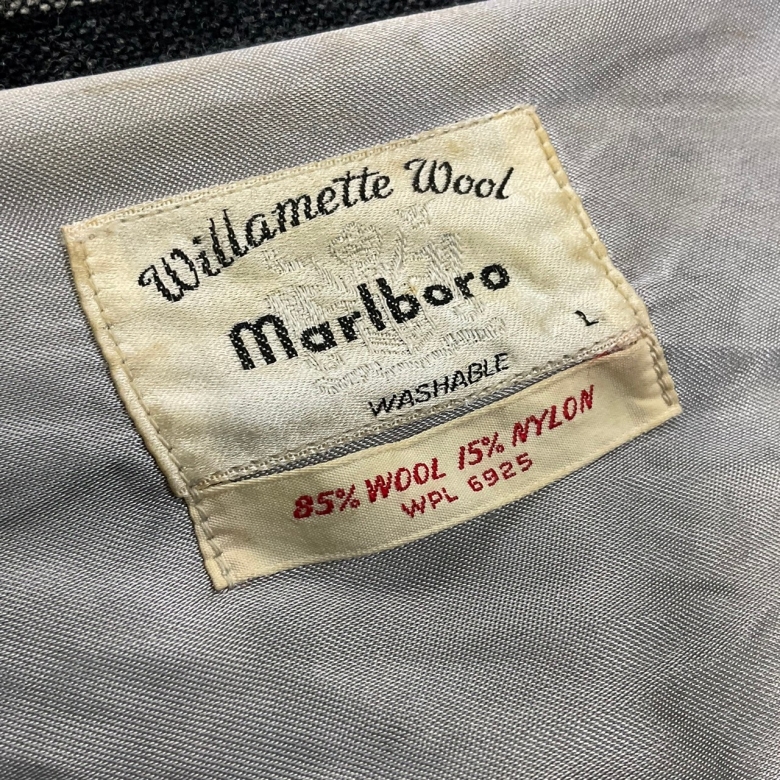 Willamette Wool
Marlboro
L
WASHABLE
85% WOOL 15% NYLON
WPL 6925